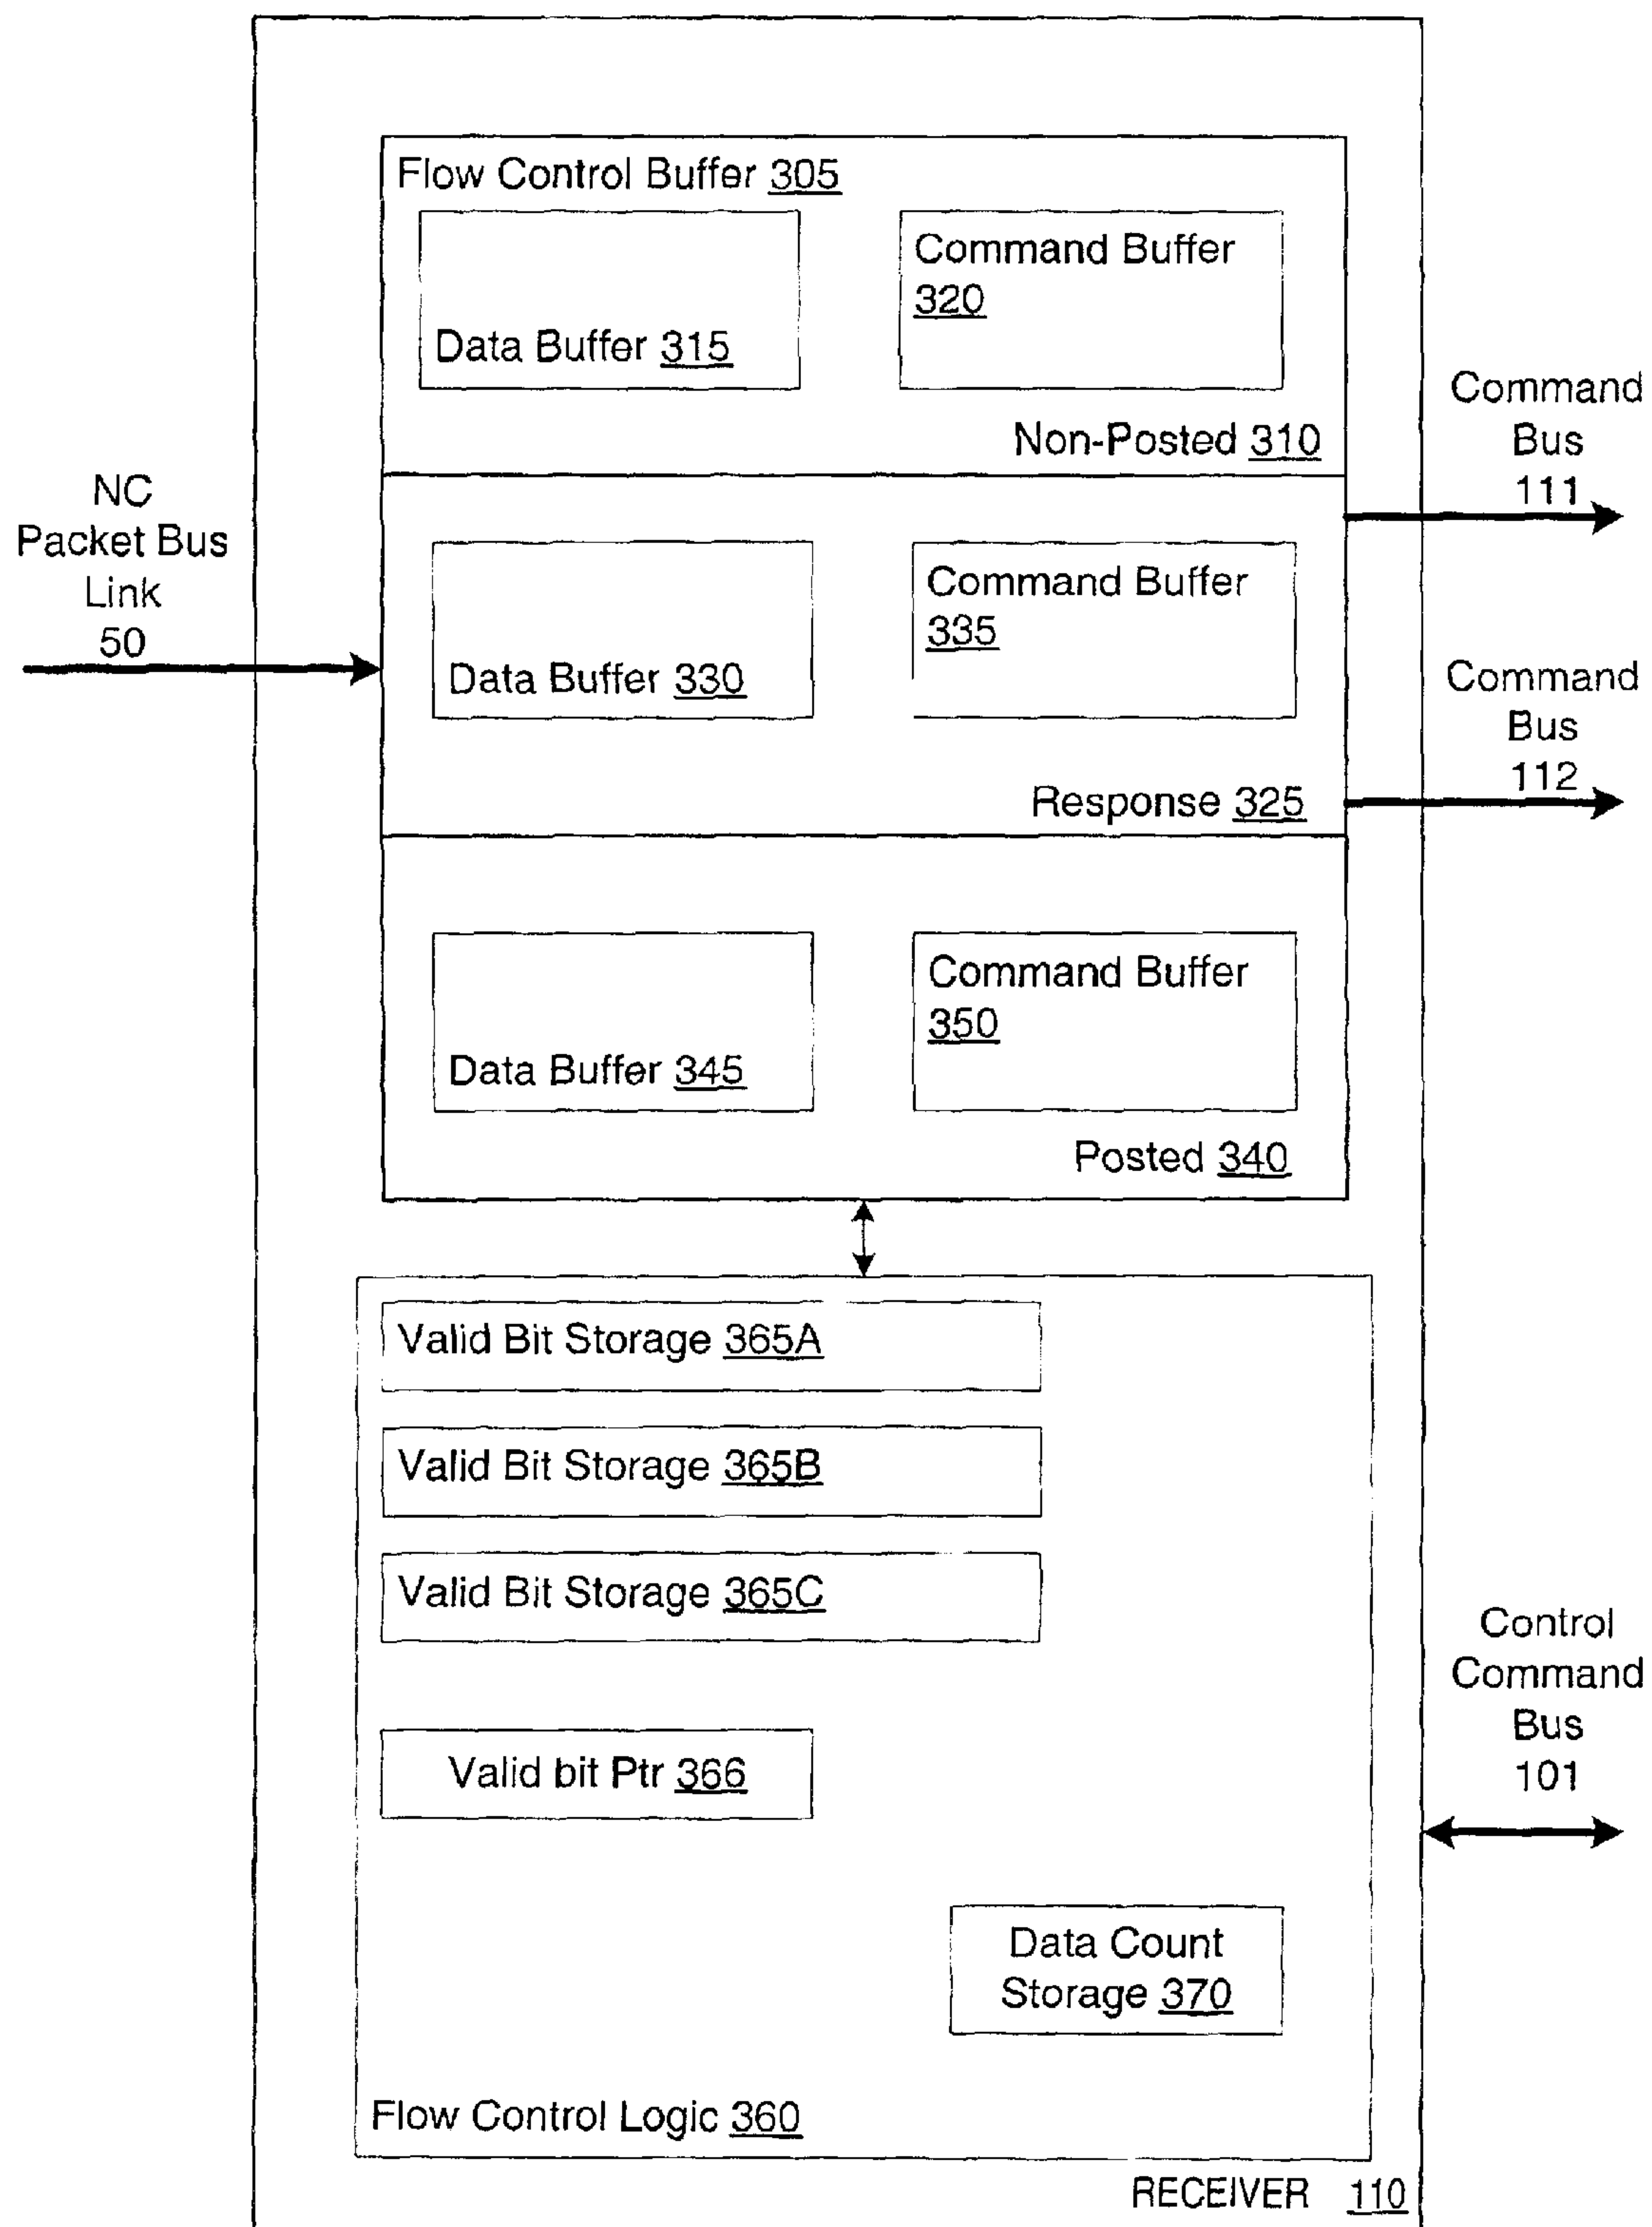 Flow Control Buffer 305
Data Buffer 315
Command Buffer
320
Non-Posted 310
Command
Bus
111
NC
Packet Bus
Link
50
Data Buffer 330
Command Buffer
335
Response 325
Command
Bus
112
Data Buffer 345
Command Buffer
350
Posted 340
Valid Bit Storage 365A
Valid Bit Storage 365B
Valid Bit Storage 365C
Valid bit Ptr 366
Control
Command
Bus
101
Data Count
Storage 370
Flow Control Logic 360
RECEIVER 110